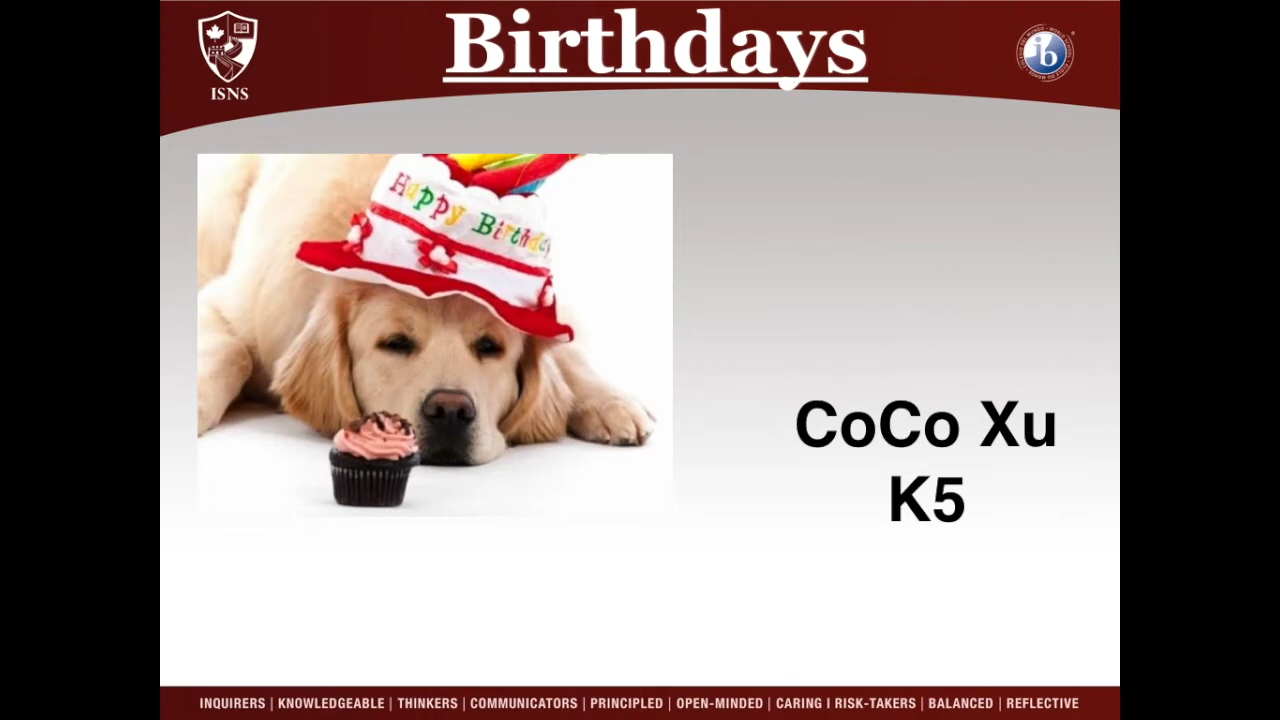 Birthdays
ISNS
ib
Happy Birthday
CoCo Xu
K5
INQUIRERS | KNOWLEDGEABLE | THINKERS | COMMUNICATORS | PRINCIPLED | OPEN-MINDED | CARING I RISK-TAKERS | BALANCED | REFLECTIVE